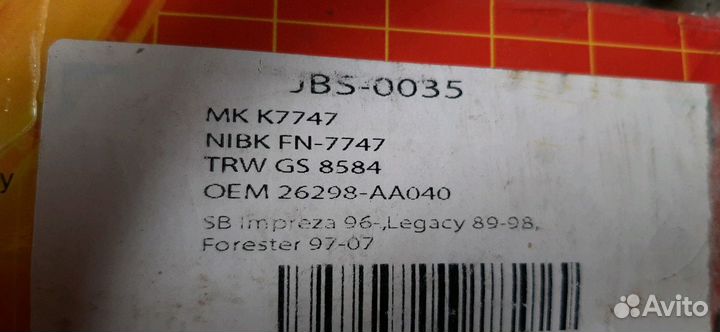 JBS-0035
MK K7747
NIBK FN-7747
TRW GS 8584
OEM 26298-AA040
SB Impreza 96-,Legacy 89-98,
Forester 97-07
y
Avito